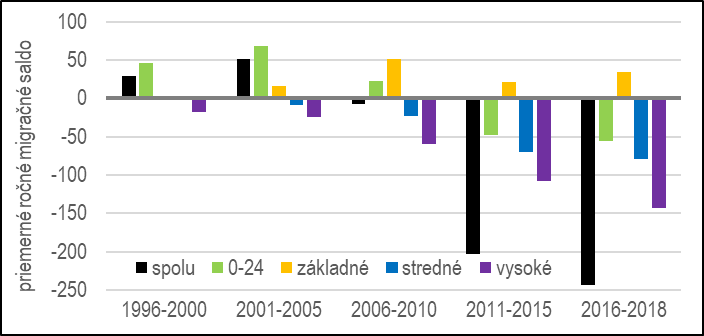 priemerné ročné migračné saldo
100
50
0
-50
-100
-150
-200
-250
spolu 0-24 základné stredné vysoké
1996-2000 2001-2005 2006-2010 2011-2015 2016-2018